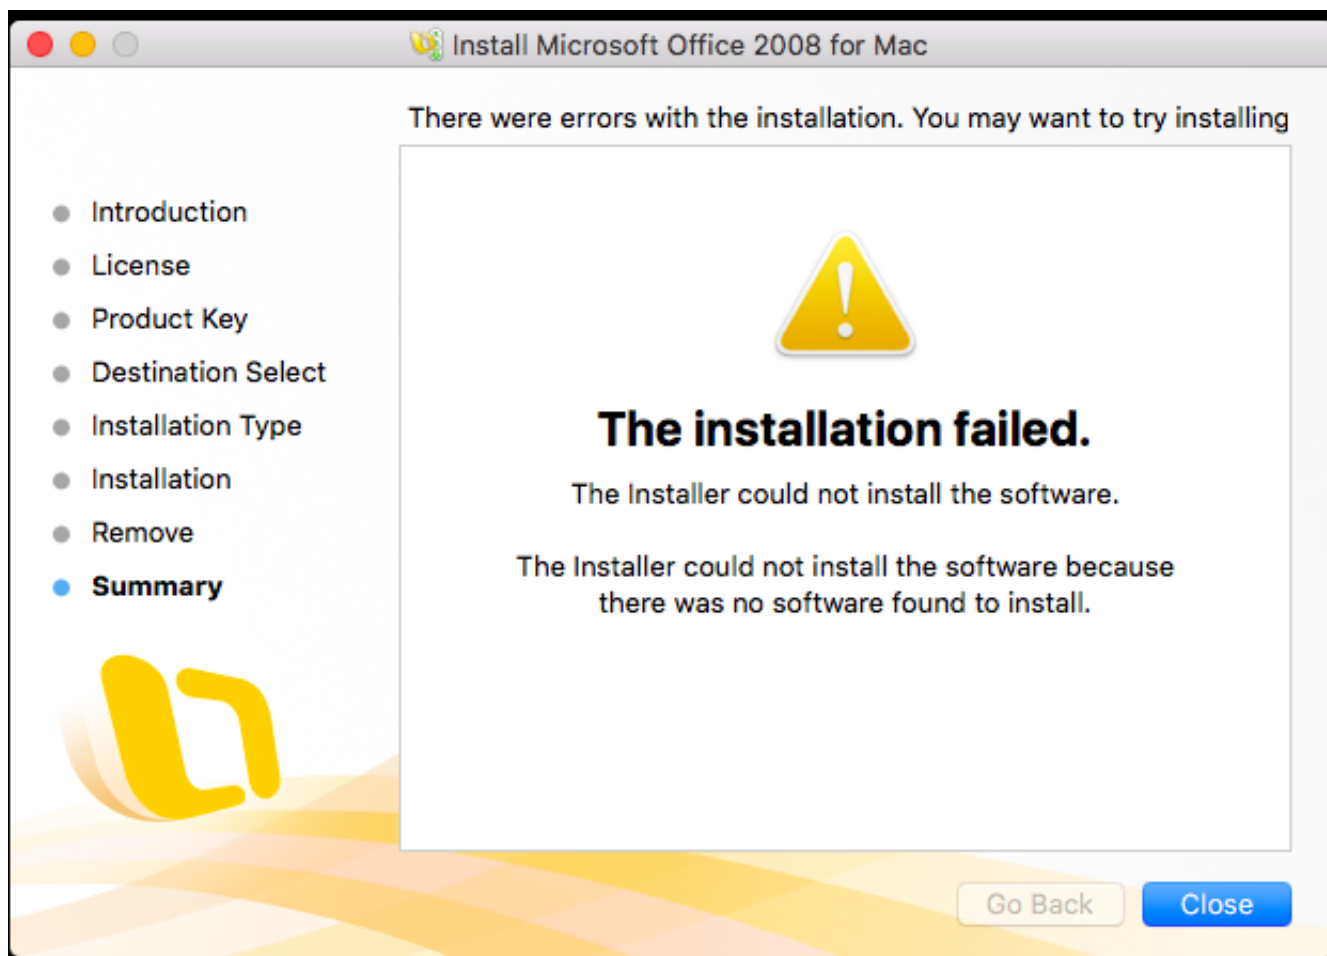 Install Microsoft Office 2008 for Mac
There were errors with the installation. You may want to try installing
Introduction
License
Product Key
Destination Select
Installation Type
Installation
Remove
Summary
The installation failed.
The Installer could not install the software.
The Installer could not install the software because
there was no software found to install.
Go Back
Close